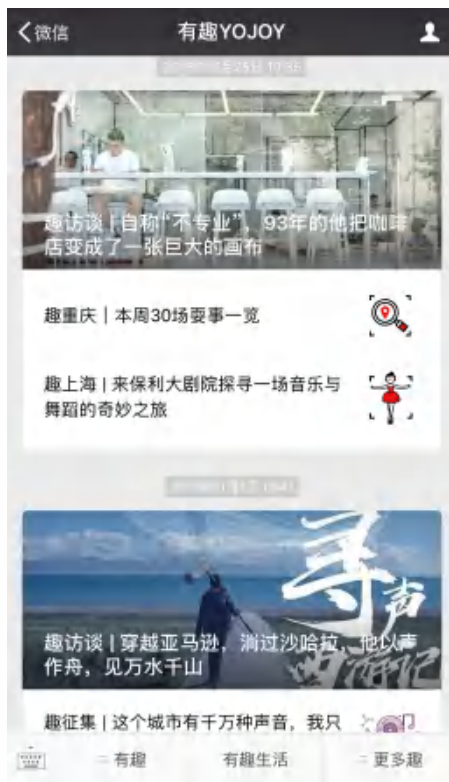 微信
有趣YOJOY
趣访谈 | 自称“不专业”，93年的他把咖啡
店变成了一张巨大的画布
趣重庆 | 本周30场耍事一览
趣上海 | 来保利大剧院探寻一场音乐与
舞蹈的奇妙之旅
寻声
西游记
趣访谈 | 穿越亚马逊，淌过沙哈拉，他以声
作舟，见万水千山
趣征集 | 这个城市有千万种声音，我只
有趣
有趣生活
更多趣